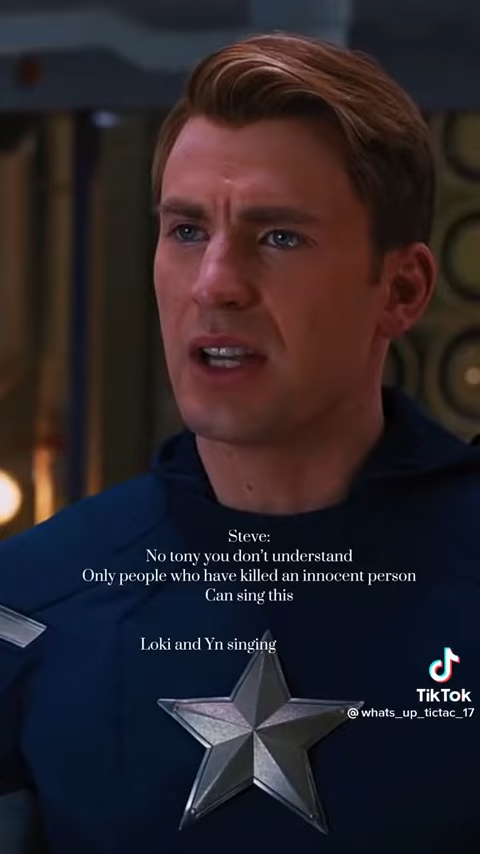 Steve:
No tony you don't understand
Only people who have killed an innocent person
Can sing this
Loki and Yn singing
TikTok
@whats_up_tictac_17